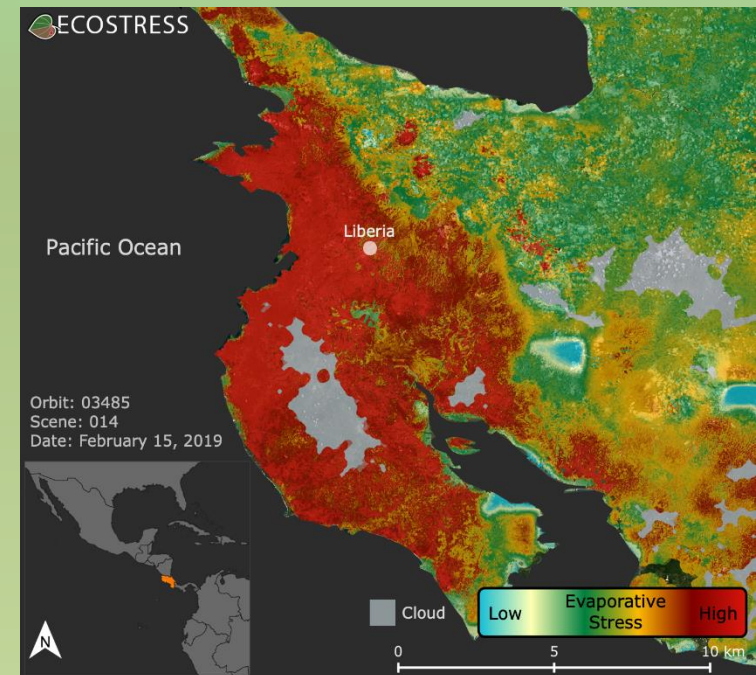 ECOSTRESS
Liberia
Pacific Ocean
Orbit: 03485
Scene: 014
Date: February 15, 2019
N
Cloud
Low
Evaporative
Stress
High
0
5
10 km